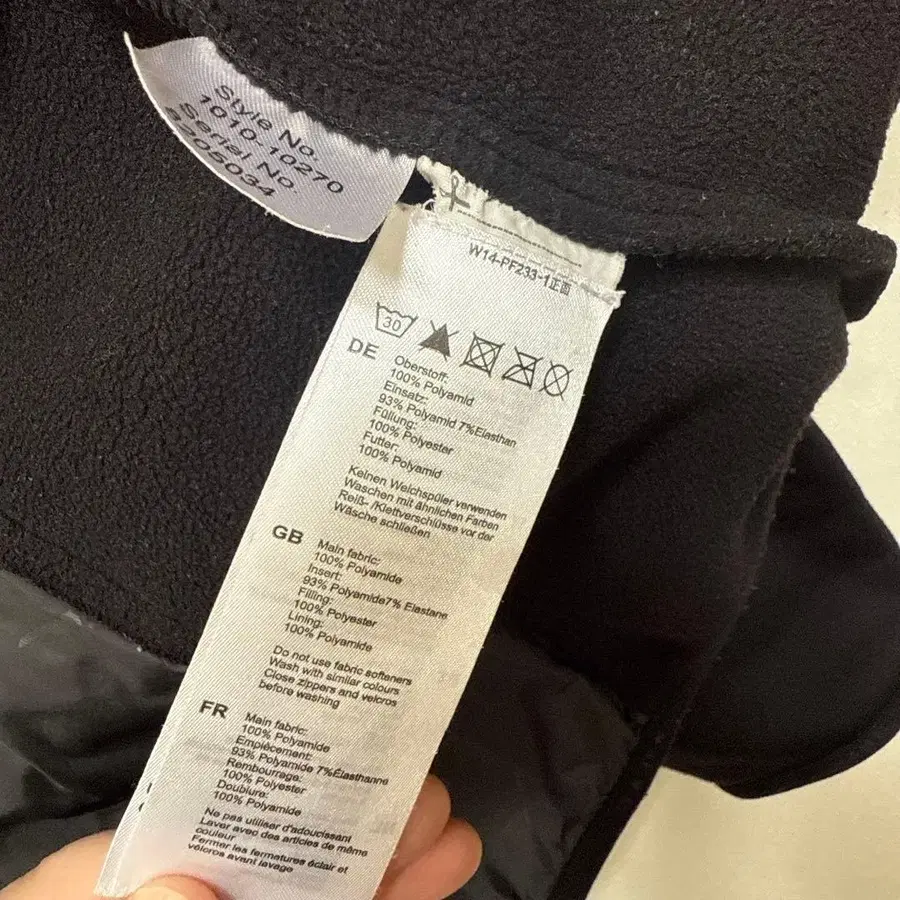 Style No.
1010-10270
Serial No.
8205034
W14-PF233-1正面
30
DE
Oberstoff:
100% Polyamid
Einsatz:
93% Polyamid 7%Elasthan
Füllung:
100% Polyester
Futter:
100% Polyamid
Keinen Weichspüler verwenden
Waschen mit ähnlichen Farben
Reiß- /Klettverschlüsse vor der
Wäsche schließen
GB
Main fabric:
100% Polyamide
Insert:
93% Polyamide7% Elastane
Filling:
100% Polyester
Lining:
100% Polyamide
Do not use fabric softeners
Wash with similar colours
Close zippers and velcros
before washing
FR
Main fabric:
100% Polyamide
Empiècement:
93% Polyamide 7%Élasthanne
Rembourrage:
100% Polyester
Doublure:
100% Polyamide
Ne pas utiliser d'adoucissant
Laver avec des articles de même
couleur
Fermer les fermetures éclair et
velcros avant lavage